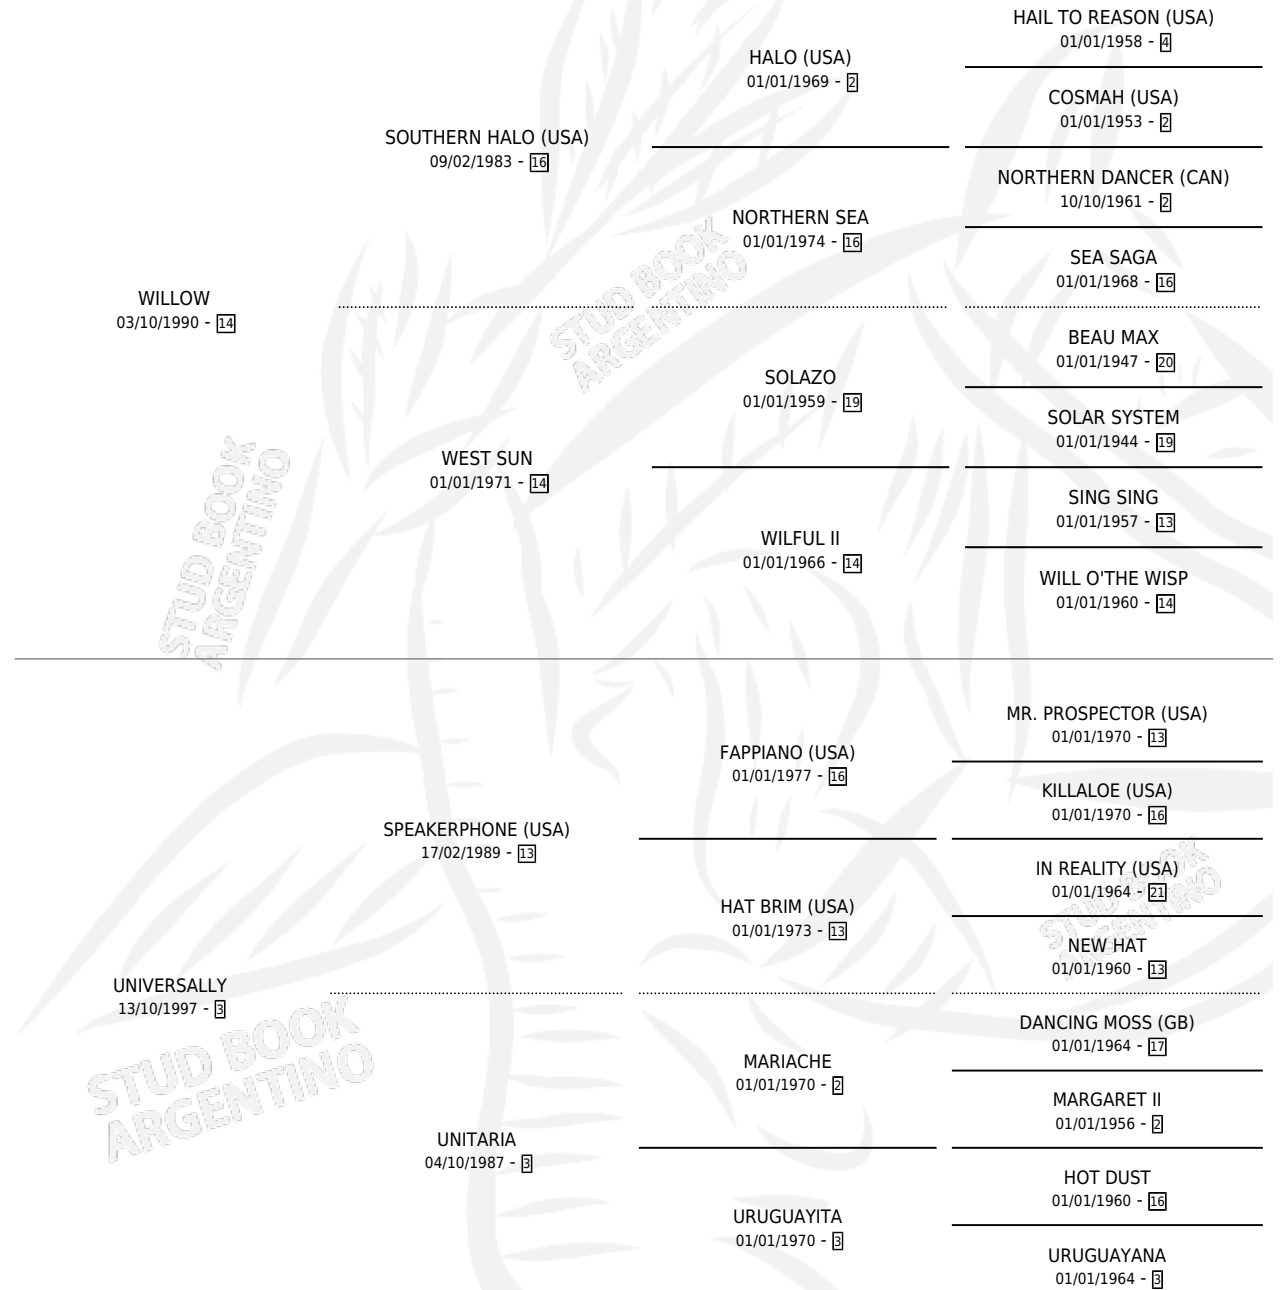 HAIL TO REASON (USA)
01/01/1958 - 4
HALO (USA)
01/01/1969 - 2
COSMAH (USA)
01/01/1953 - 2
SOUTHERN HALO (USA)
09/02/1983 - 16
NORTHERN DANCER (CAN)
10/10/1961 - 2
NORTHERN SEA
01/01/1974 - 16
SEA SAGA
01/01/1968 - 16
WILLOW
03/10/1990 - 14
BEAU MAX
01/01/1947 - 20
SOLAZO
01/01/1959 - 19
SOLAR SYSTEM
01/01/1944 - 19
WEST SUN
01/01/1971 - 14
SING SING
01/01/1957 - 13
WILFUL II
01/01/1966 - 14
WILL O'THE WISP
01/01/1960 - 14
MR. PROSPECTOR (USA)
01/01/1970 - 13
FAPPIANO (USA)
01/01/1977 - 16
KILLALOE (USA)
01/01/1970 - 16
SPEAKERPHONE (USA)
17/02/1989 - 13
IN REALITY (USA)
01/01/1964 - 21
HAT BRIM (USA)
01/01/1973 - 13
NEW HAT
01/01/1960 - 13
UNIVERSALLY
13/10/1997 - 3
DANCING MOSS (GB)
01/01/1964 - 17
MARIACHE
01/01/1970 - 2
MARGARET II
01/01/1956 - 2
UNITARIA
04/10/1987 - 3
HOT DUST
01/01/1960 - 16
URUGUAYITA
01/01/1970 - 3
URUGUAYANA
01/01/1964 - 3
STUD BOOK
ARGENTINO
STUD BOOK
ARGENTINO
STUD BOOK
ARGENTINO
STUD BOOK
ARGENTINO